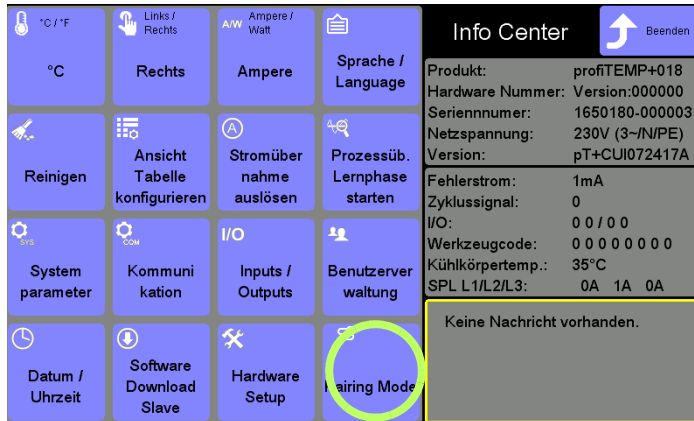 °C / °F
°C
Links /
Rechts
Rechts
A/W
Ampere /
Watt
Ampere
Sprache /
Language
Reinigen
Ansicht
Tabelle
konfigurieren
A
Stromüber
nahme
auslösen
Prozessüb.
Lernphase
starten
SYS
System
parameter
COM
Kommuni
kation
I/O
Inputs /
Outputs
Benutzerver
waltung
Datum /
Uhrzeit
Software
Download
Slave
Hardware
Setup
Pairing Mode
Info Center
Beenden
Produkt: profiTEMP+018
Hardware Nummer: Version:000000
Seriennnumer: 1650180-000003
Netzspannung: 230V (3~/N/PE)
Version: pT+CUI072417A
Fehlerstrom: 1mA
Zyklussignal: 0
I/O: 0 0 / 0 0
Werkzeugcode: 0 0 0 0 0 0 0 0
Kühlkörpertemp.: 35°C
SPL L1/L2/L3: 0A 1A 0A
Keine Nachricht vorhanden.